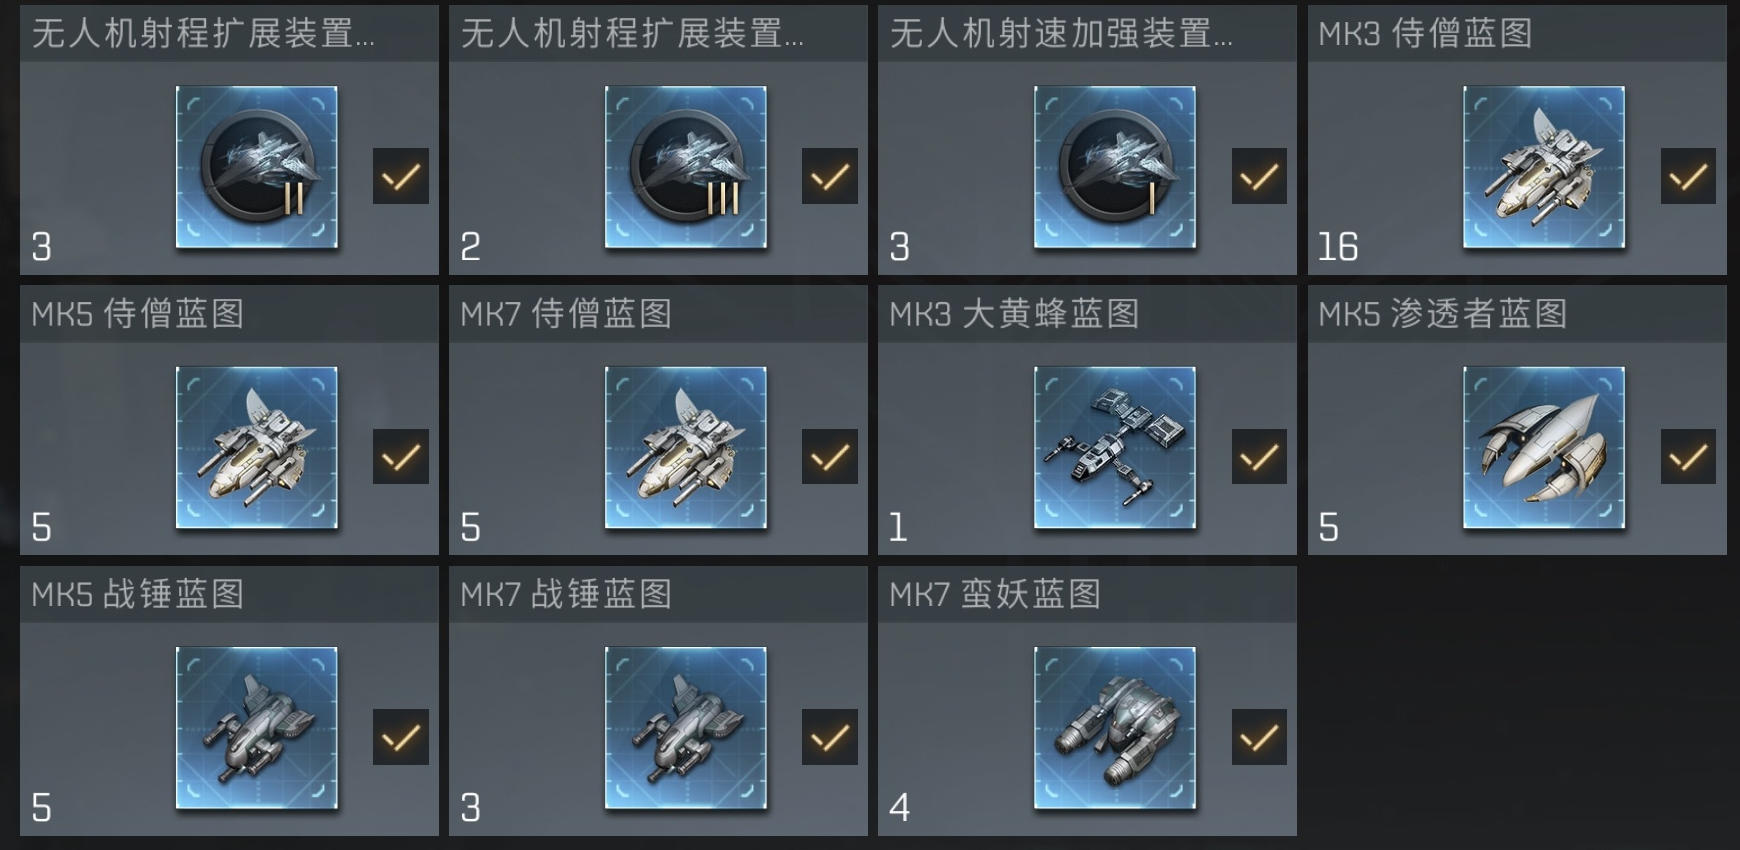 无人机射程扩展装置...
3
无人机射程扩展装置...
2
无人机射速加强装置...
3
MK3 侍僧蓝图
16
MK5 侍僧蓝图
5
MK7 侍僧蓝图
5
MK3 大黄蜂蓝图
1
MK5 渗透者蓝图
5
MK5 战锤蓝图
5
MK7 战锤蓝图
3
MK7 蛮妖蓝图
4